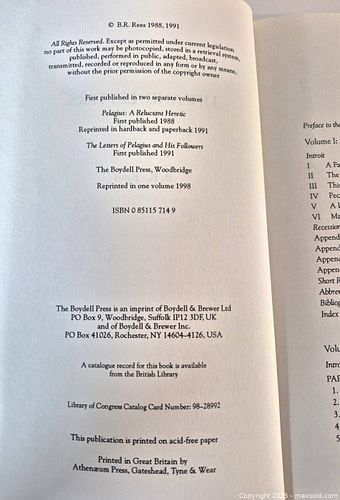 © B.R. Rees 1988, 1991
All Rights Reserved. Except as permitted under current legislation
no part of this work may be photocopied, stored in a retrieval system,
published, performed in public, adapted, broadcast,
transmitted, recorded or reproduced in any form or by any means,
without the prior permission of the copyright owner
First published in two separate volumes
Pelagius: A Reluctant Heretic
First published 1988
Reprinted in hardback and paperback 1991
The Letters of Pelagius and His Followers
First published 1991
The Boydell Press, Woodbridge
Reprinted in one volume 1998
ISBN 0 85115 714 9
The Boydell Press is an imprint of Boydell & Brewer Ltd
PO Box 9, Woodbridge, Suffolk IP12 3DF, UK
and of Boydell & Brewer Inc.
PO Box 41026, Rochester, NY 14604–4126, USA
A catalogue record for this book is available
from the British Library
Library of Congress Catalog Card Number: 98–28992
This publication is printed on acid-free paper
Printed in Great Britain by
Athenæum Press, Gateshead, Tyne & Wear
Preface to the
Volume 1:
Introit
I A Fa
II The
III This
IV Pec
V A
VI Ma
Recession
Append
Append
Append
Append
Short
Abbrev
Bibliog
Index
Volu
Intro
PAR
1.
2.
3.
4
5